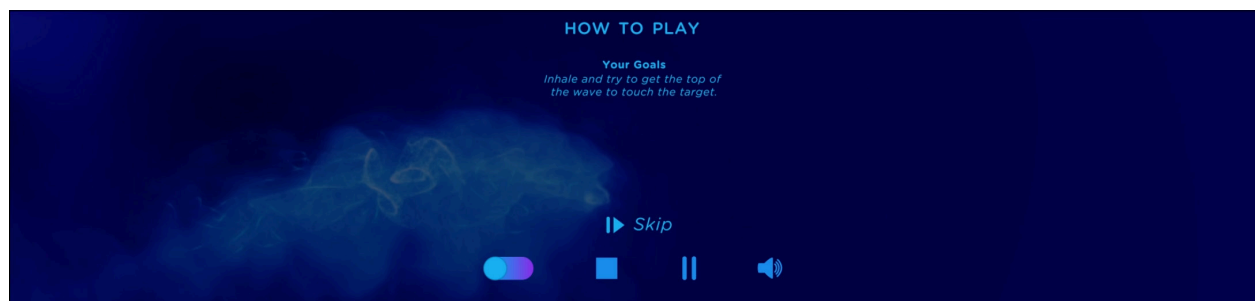 HOW TO PLAY
Your Goals
Inhale and try to get the top of
the wave to touch the target.
Skip